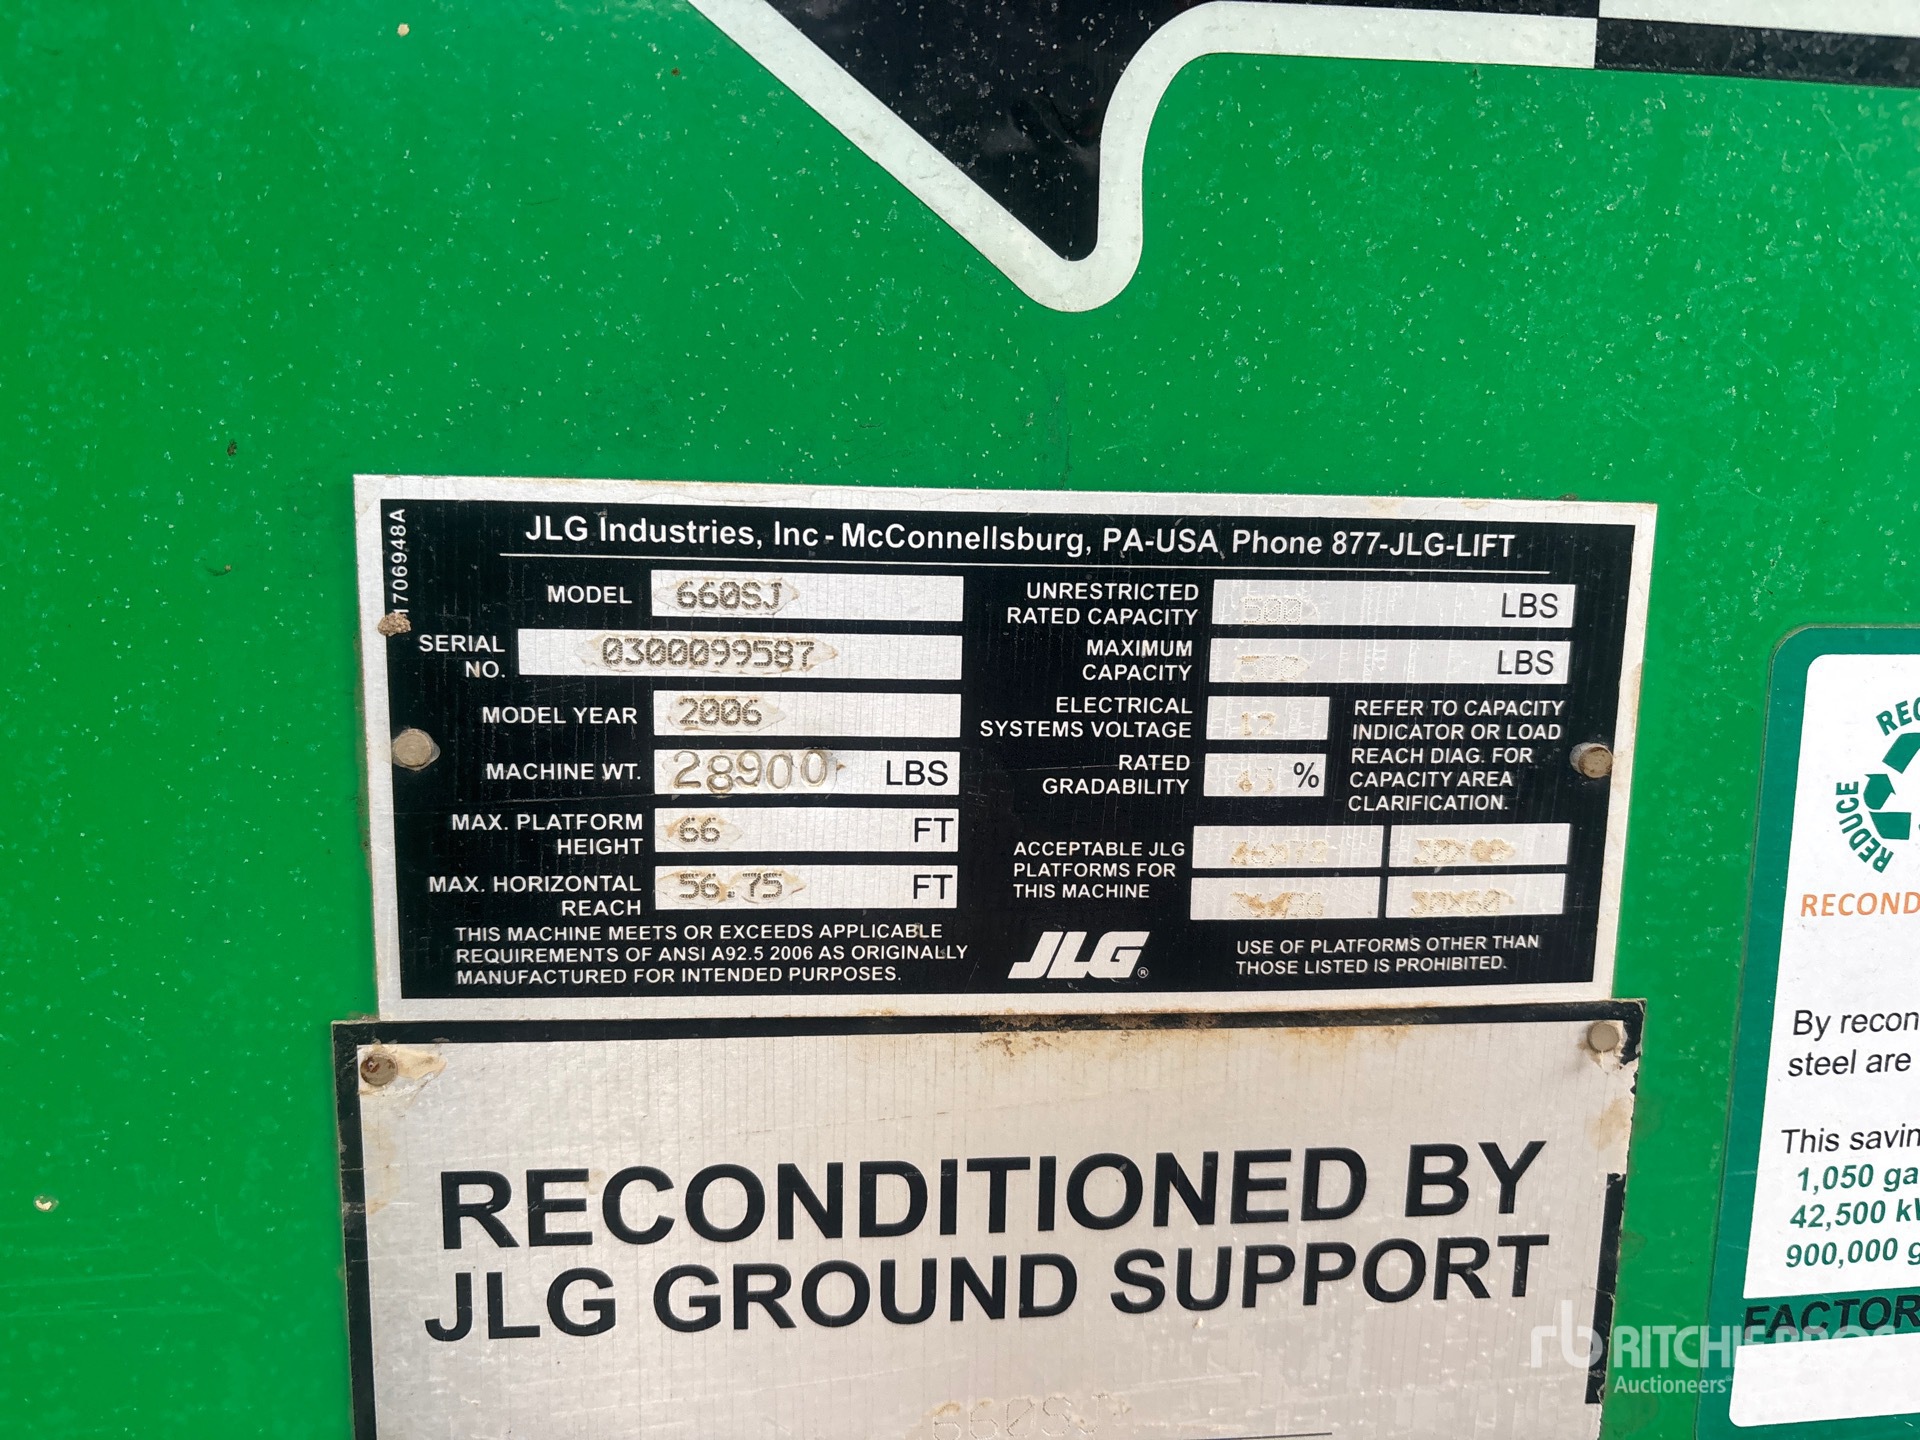 1706948A
JLG Industries, Inc - McConnellsburg, PA-USA Phone 877-JLG-LIFT
MODEL 660SJ
SERIAL NO. 0300099587
MODEL YEAR 2006
MACHINE WT. 28900 LBS
MAX. PLATFORM HEIGHT 66 FT
MAX. HORIZONTAL REACH 56.75 FT
THIS MACHINE MEETS OR EXCEEDS APPLICABLE
REQUIREMENTS OF ANSI A92.5 2006 AS ORIGINALLY
MANUFACTURED FOR INTENDED PURPOSES.
UNRESTRICTED
RATED CAPACITY 500 LBS
MAXIMUM
CAPACITY LBS
ELECTRICAL
SYSTEMS VOLTAGE 12
RATED
GRADABILITY %
REFER TO CAPACITY
INDICATOR OR LOAD
REACH DIAG. FOR
CAPACITY AREA
CLARIFICATION.
ACCEPTABLE JLG
PLATFORMS FOR
THIS MACHINE
36X72
30X60
JLG®
USE OF PLATFORMS OTHER THAN
THOSE LISTED IS PROHIBITED.
RECONDITIONED BY
JLG GROUND SUPPORT
660SJ
REDUCE
REC
RECOND
By recon
steel are
This savin
1,050 ga
42,500 k
900,000 g
FACTOR
rb RITCHIE BROS
Auctioneers